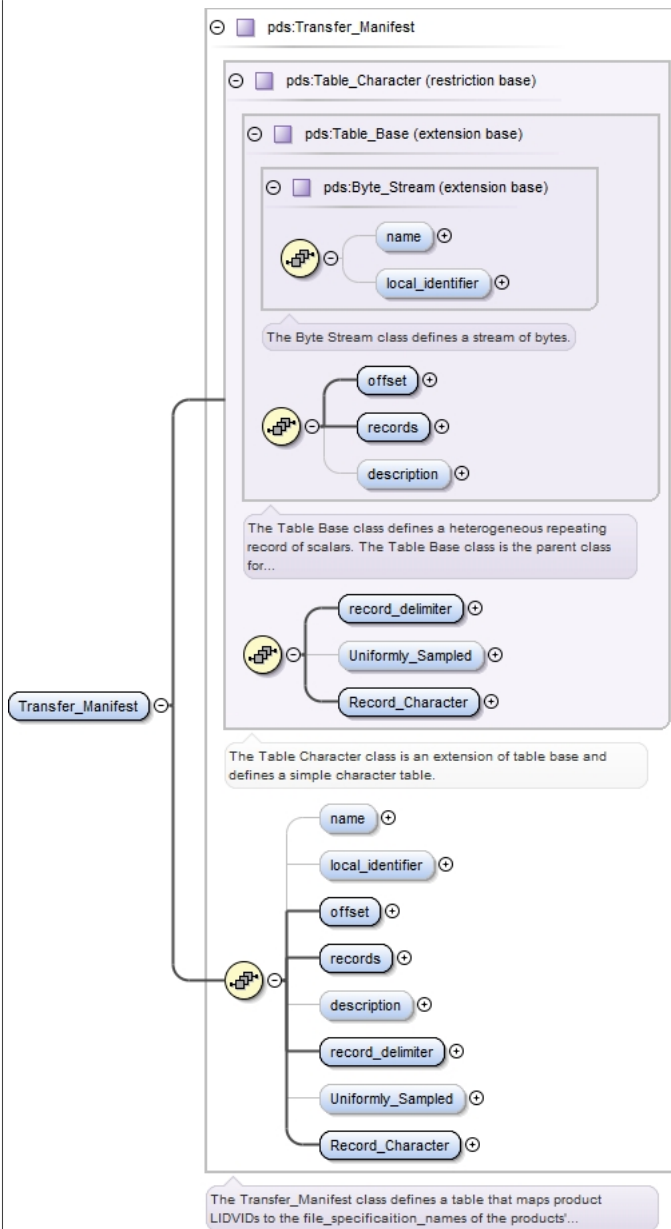 pds:Transfer_Manifest
pds:Table_Character (restriction base)
pds:Table_Base (extension base)
pds:Byte_Stream (extension base)
name
local_identifier
The Byte Stream class defines a stream of bytes.
offset
records
description
The Table Base class defines a heterogeneous repeating
record of scalars. The Table Base class is the parent class
for...
record_delimiter
Uniformly_Sampled
Record_Character
Transfer_Manifest
The Table Character class is an extension of table base and
defines a simple character table.
name
local_identifier
offset
records
description
record_delimiter
Uniformly_Sampled
Record_Character
The Transfer_Manifest class defines a table that maps product
LIDVIDs to the file_specificaition_names of the products'...